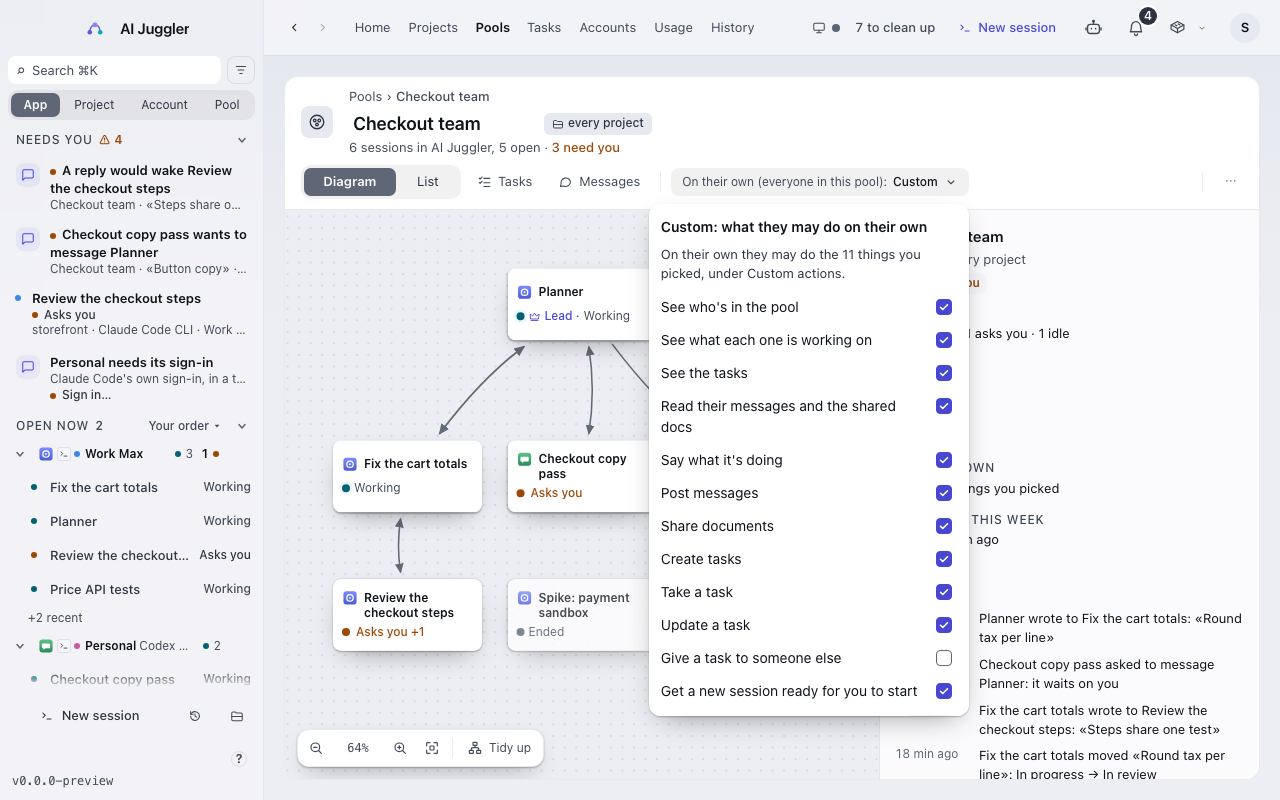 AI Juggler
Search ⌘K
App
Project
Account
Pool
NEEDS YOU
4
A reply would wake Review
the checkout steps
Checkout team · «Steps share o…
Checkout copy pass wants to
message Planner
Checkout team · «Button copy» ·…
Review the checkout steps
Asks you
storefront · Claude Code CLI · Work …
Personal needs its sign-in
Claude Code's own sign-in, in a t…
Sign in…
OPEN NOW 2
Your order
Work Max
3
1
Fix the cart totals
Working
Planner
Working
Review the checkout…
Asks you
Price API tests
Working
+2 recent
Personal Codex …
2
Checkout copy pass
Working
New session
?
v0.0.0-preview
Home
Projects
Pools
Tasks
Accounts
Usage
History
7 to clean up
New session
4
S
Pools › Checkout team
Checkout team
every project
6 sessions in AI Juggler, 5 open · 3 need you
Diagram
List
Tasks
Messages
On their own (everyone in this pool): Custom
Planner
Lead · Working
Fix the cart totals
Working
Checkout copy
pass
Asks you
Review the
checkout steps
Asks you +1
Spike: payment
sandbox
Ended
64%
Tidy up
Custom: what they may do on their own
On their own they may do the 11 things you
picked, under Custom actions.
See who's in the pool
See what each one is working on
See the tasks
Read their messages and the shared
docs
Say what it's doing
Post messages
Share documents
Create tasks
Take a task
Update a task
Give a task to someone else
Get a new session ready for you to start
team
project
asks you · 1 idle
you picked
THIS WEEK
ago
Planner wrote to Fix the cart totals: «Round
tax per line»
Checkout copy pass asked to message
Planner: it waits on you
Fix the cart totals wrote to Review the
checkout steps: «Steps share one test»
18 min ago
Fix the cart totals moved «Round tax per
line»: In progress → In review